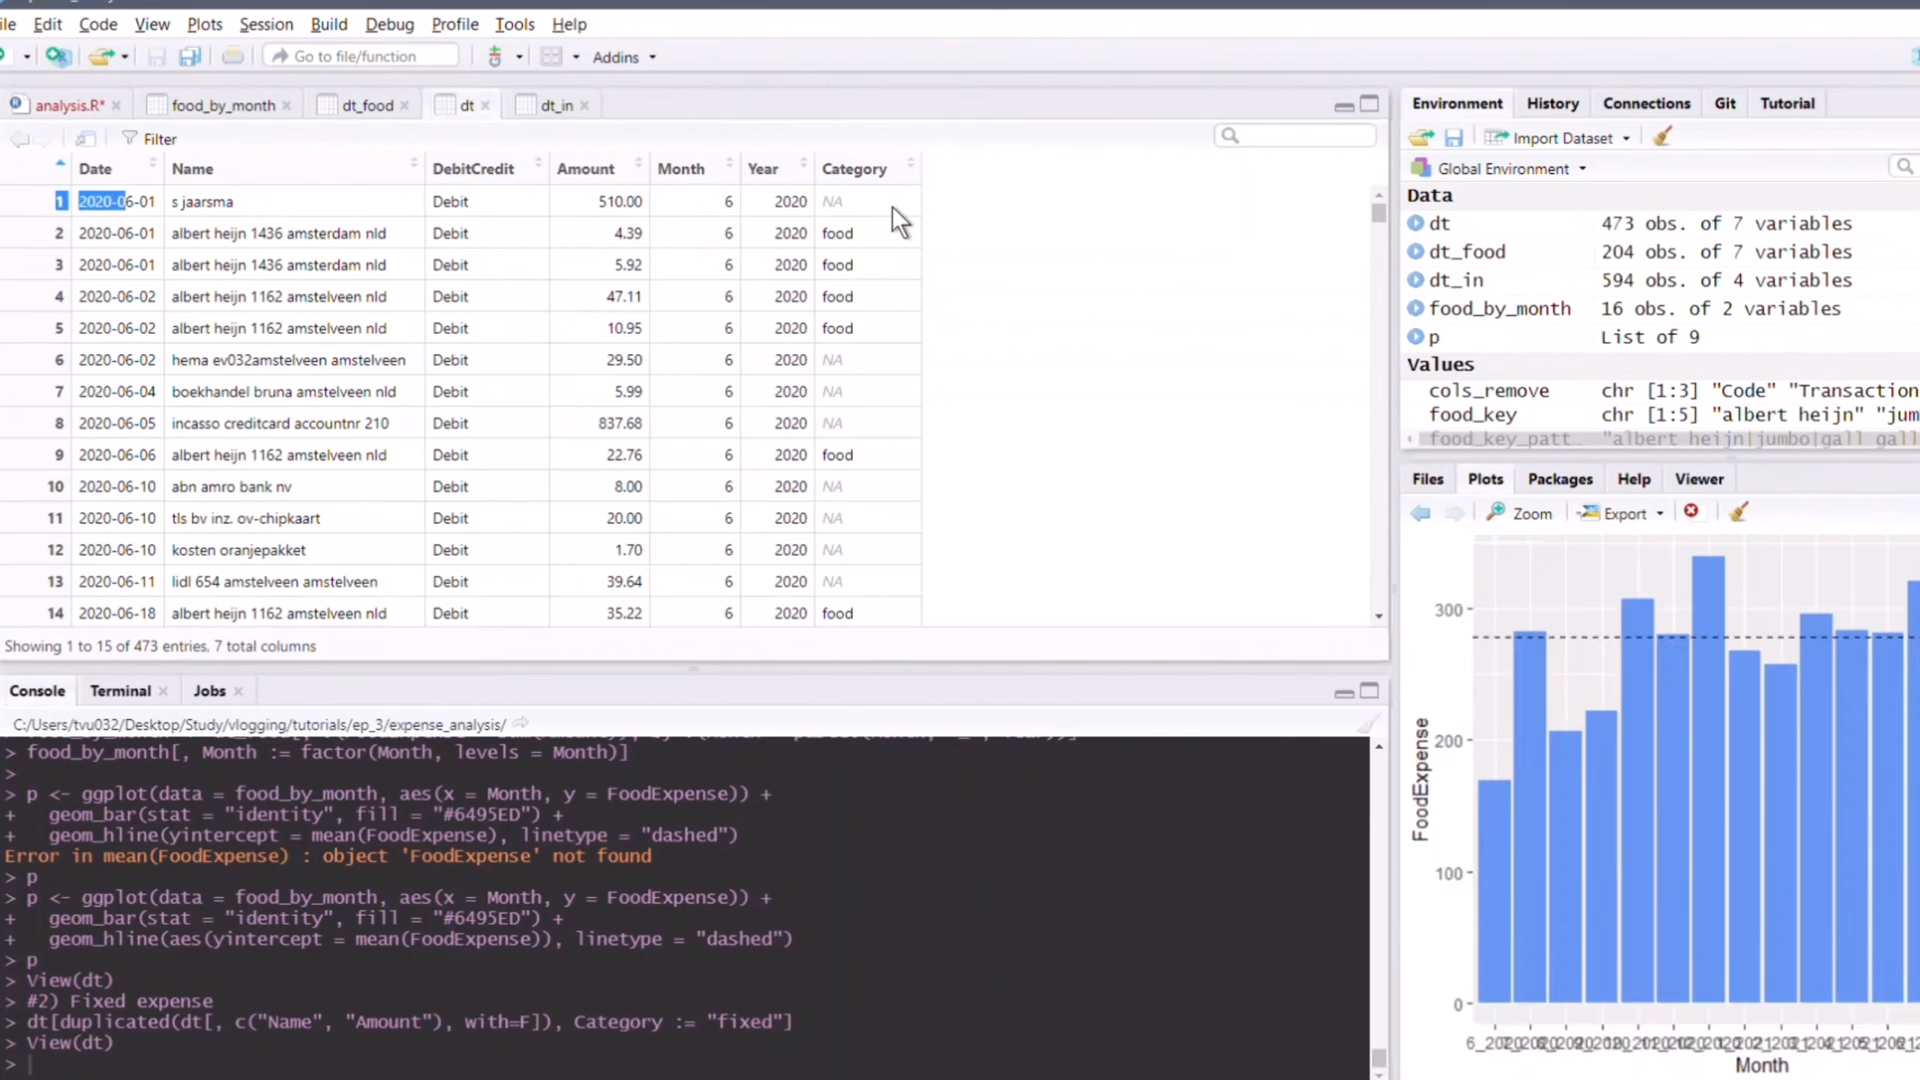 ile Edit Code View Plots Session Build Debug Profile Tools Help
Go to file/function Addins
analysis.R* food_by_month dt_food dt dt_in
Filter
Date Name DebitCredit Amount Month Year Category
1 2020-06-01 s jaarsma Debit 510.00 6 2020 NA
2 2020-06-01 albert heijn 1436 amsterdam nld Debit 4.39 6 2020 food
3 2020-06-01 albert heijn 1436 amsterdam nld Debit 5.92 6 2020 food
4 2020-06-02 albert heijn 1162 amstelveen nld Debit 47.11 6 2020 food
5 2020-06-02 albert heijn 1162 amstelveen nld Debit 10.95 6 2020 food
6 2020-06-02 hema ev032amstelveen amstelveen Debit 29.50 6 2020 NA
7 2020-06-04 boekhandel bruna amstelveen nld Debit 5.99 6 2020 NA
8 2020-06-05 incasso creditcard accountnr 210 Debit 837.68 6 2020 NA
9 2020-06-06 albert heijn 1162 amstelveen nld Debit 22.76 6 2020 food
10 2020-06-10 abn amro bank nv Debit 8.00 6 2020 NA
11 2020-06-10 tls bv inz. ov-chipkaart Debit 20.00 6 2020 NA
12 2020-06-10 kosten oranjepakket Debit 1.70 6 2020 NA
13 2020-06-11 lidl 654 amstelveen amstelveen Debit 39.64 6 2020 NA
14 2020-06-18 albert heijn 1162 amstelveen nld Debit 35.22 6 2020 food
Showing 1 to 15 of 473 entries, 7 total columns
Console Terminal Jobs
C:/Users/tvu032/Desktop/Study/vlogging/tutorials/ep_3/expense_analysis/
> food_by_month[, Month := factor(Month, levels = Month)]
>
> p <- ggplot(data = food_by_month, aes(x = Month, y = FoodExpense)) +
+   geom_bar(stat = "identity", fill = "#6495ED") +
+   geom_hline(yintercept = mean(FoodExpense), linetype = "dashed")
Error in mean(FoodExpense) : object 'FoodExpense' not found
> p
> p <- ggplot(data = food_by_month, aes(x = Month, y = FoodExpense)) +
+   geom_bar(stat = "identity", fill = "#6495ED") +
+   geom_hline(aes(yintercept = mean(FoodExpense)), linetype = "dashed")
> p
> View(dt)
> #2) Fixed expense
> dt[duplicated(dt[, c("Name", "Amount"), with=F]), Category := "fixed"]
> View(dt)
>
Environment History Connections Git Tutorial
Import Dataset
Global Environment
Data
dt 473 obs. of 7 variables
dt_food 204 obs. of 7 variables
dt_in 594 obs. of 4 variables
food_by_month 16 obs. of 2 variables
p List of 9
Values
cols_remove chr [1:3] "Code" "Transaction
food_key chr [1:5] "albert heijn" "jum
food_key_patt_ "albert heijn|jumbo|gall gall
Files Plots Packages Help Viewer
Zoom Export
300
200
100
0
FoodExpense
Month